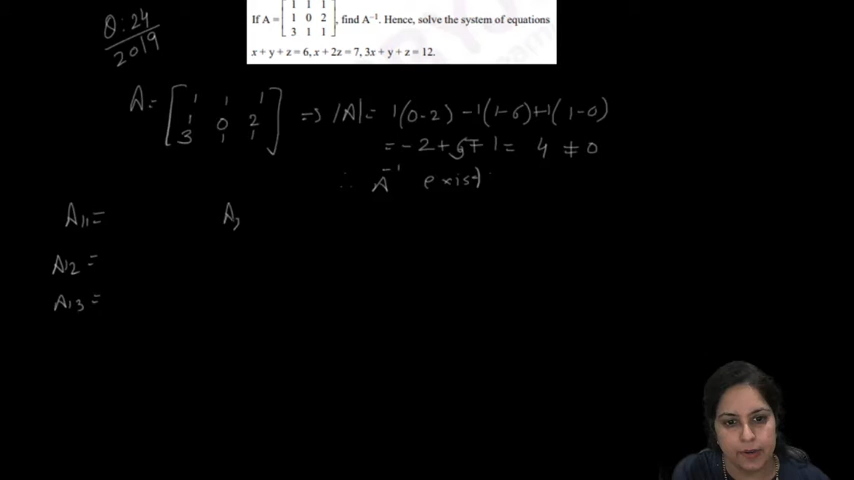 Q: 24
2019
1 1 1
If A = 1 0 2 , find A⁻¹. Hence, solve the system of equations
3 1 1
x + y + z = 6, x + 2z = 7, 3x + y + z = 12.
A = [ 1 1 1 ⇒ |A| = 1(0-2) -1(1-6)+1(1-0)
1 0 2
3 1 1 ] = -2 + 5 + 1 = 4 ≠ 0
∴ A⁻¹ exist
A11 =
A12 =
A13 =